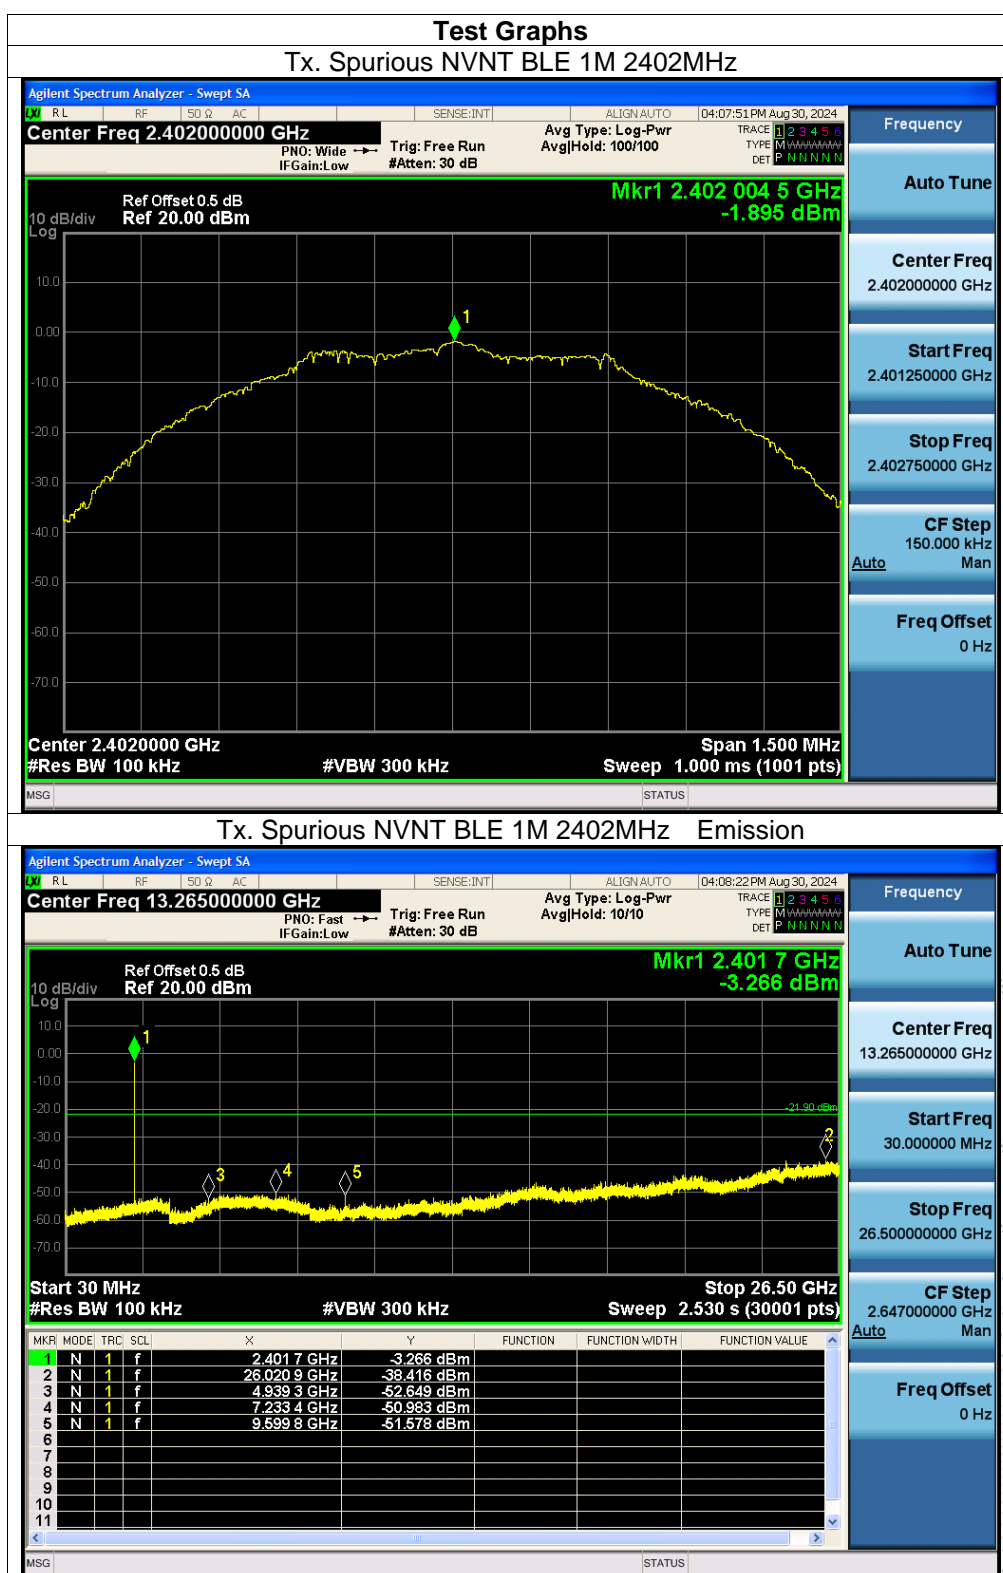 Test Graphs
Tx. Spurious NVNT BLE 1M 2402MHz
Agilent Spectrum Analyzer - Swept SA
LXI RL RF 50 Ω AC SENSE:INT ALIGN AUTO 04:07:51 PM Aug 30, 2024
Center Freq 2.402000000 GHz
PNO: Wide
IFGain:Low
Trig: Free Run
#Atten: 30 dB
Avg Type: Log-Pwr
Avg|Hold: 100/100
TRACE 1 2 3 4 5 6
TYPE M WWWWW
DET P N N N N N
Frequency
Mkr1 2.402 004 5 GHz
-1.895 dBm
Ref Offset 0.5 dB
10 dB/div Ref 20.00 dBm
Log
10.0
0.00
-10.0
-20.0
-30.0
-40.0
-50.0
-60.0
-70.0
1
Center 2.4020000 GHz Span 1.500 MHz
#Res BW 100 kHz #VBW 300 kHz Sweep 1.000 ms (1001 pts)
MSG STATUS
Auto Tune
Center Freq
2.402000000 GHz
Start Freq
2.401250000 GHz
Stop Freq
2.402750000 GHz
CF Step
150.000 kHz
Auto Man
Freq Offset
0 Hz
Tx. Spurious NVNT BLE 1M 2402MHz Emission
Agilent Spectrum Analyzer - Swept SA
LXI RL RF 50 Ω AC SENSE:INT ALIGN AUTO 04:08:22 PM Aug 30, 2024
Center Freq 13.265000000 GHz
PNO: Fast
IFGain:Low
Trig: Free Run
#Atten: 30 dB
Avg Type: Log-Pwr
Avg|Hold: 10/10
TRACE 1 2 3 4 5 6
TYPE M WWWWW
DET P N N N N N
Frequency
Mkr1 2.401 7 GHz
-3.266 dBm
Ref Offset 0.5 dB
10 dB/div Ref 20.00 dBm
Log
10.0
0.00
-10.0
-20.0
-30.0
-40.0
-50.0
-60.0
-70.0
1
-21.90 dBm
2
3
4
5
Start 30 MHz Stop 26.50 GHz
#Res BW 100 kHz #VBW 300 kHz Sweep 2.530 s (30001 pts)
MKR MODE TRC SCL X Y FUNCTION FUNCTION WIDTH FUNCTION VALUE
1 N 1 f 2.401 7 GHz -3.266 dBm
2 N 1 f 26.020 9 GHz -38.416 dBm
3 N 1 f 4.939 3 GHz -52.649 dBm
4 N 1 f 7.233 4 GHz -50.983 dBm
5 N 1 f 9.599 8 GHz -51.578 dBm
6
7
8
9
10
11
MSG STATUS
Auto Tune
Center Freq
13.265000000 GHz
Start Freq
30.000000 MHz
Stop Freq
26.500000000 GHz
CF Step
2.647000000 GHz
Auto Man
Freq Offset
0 Hz